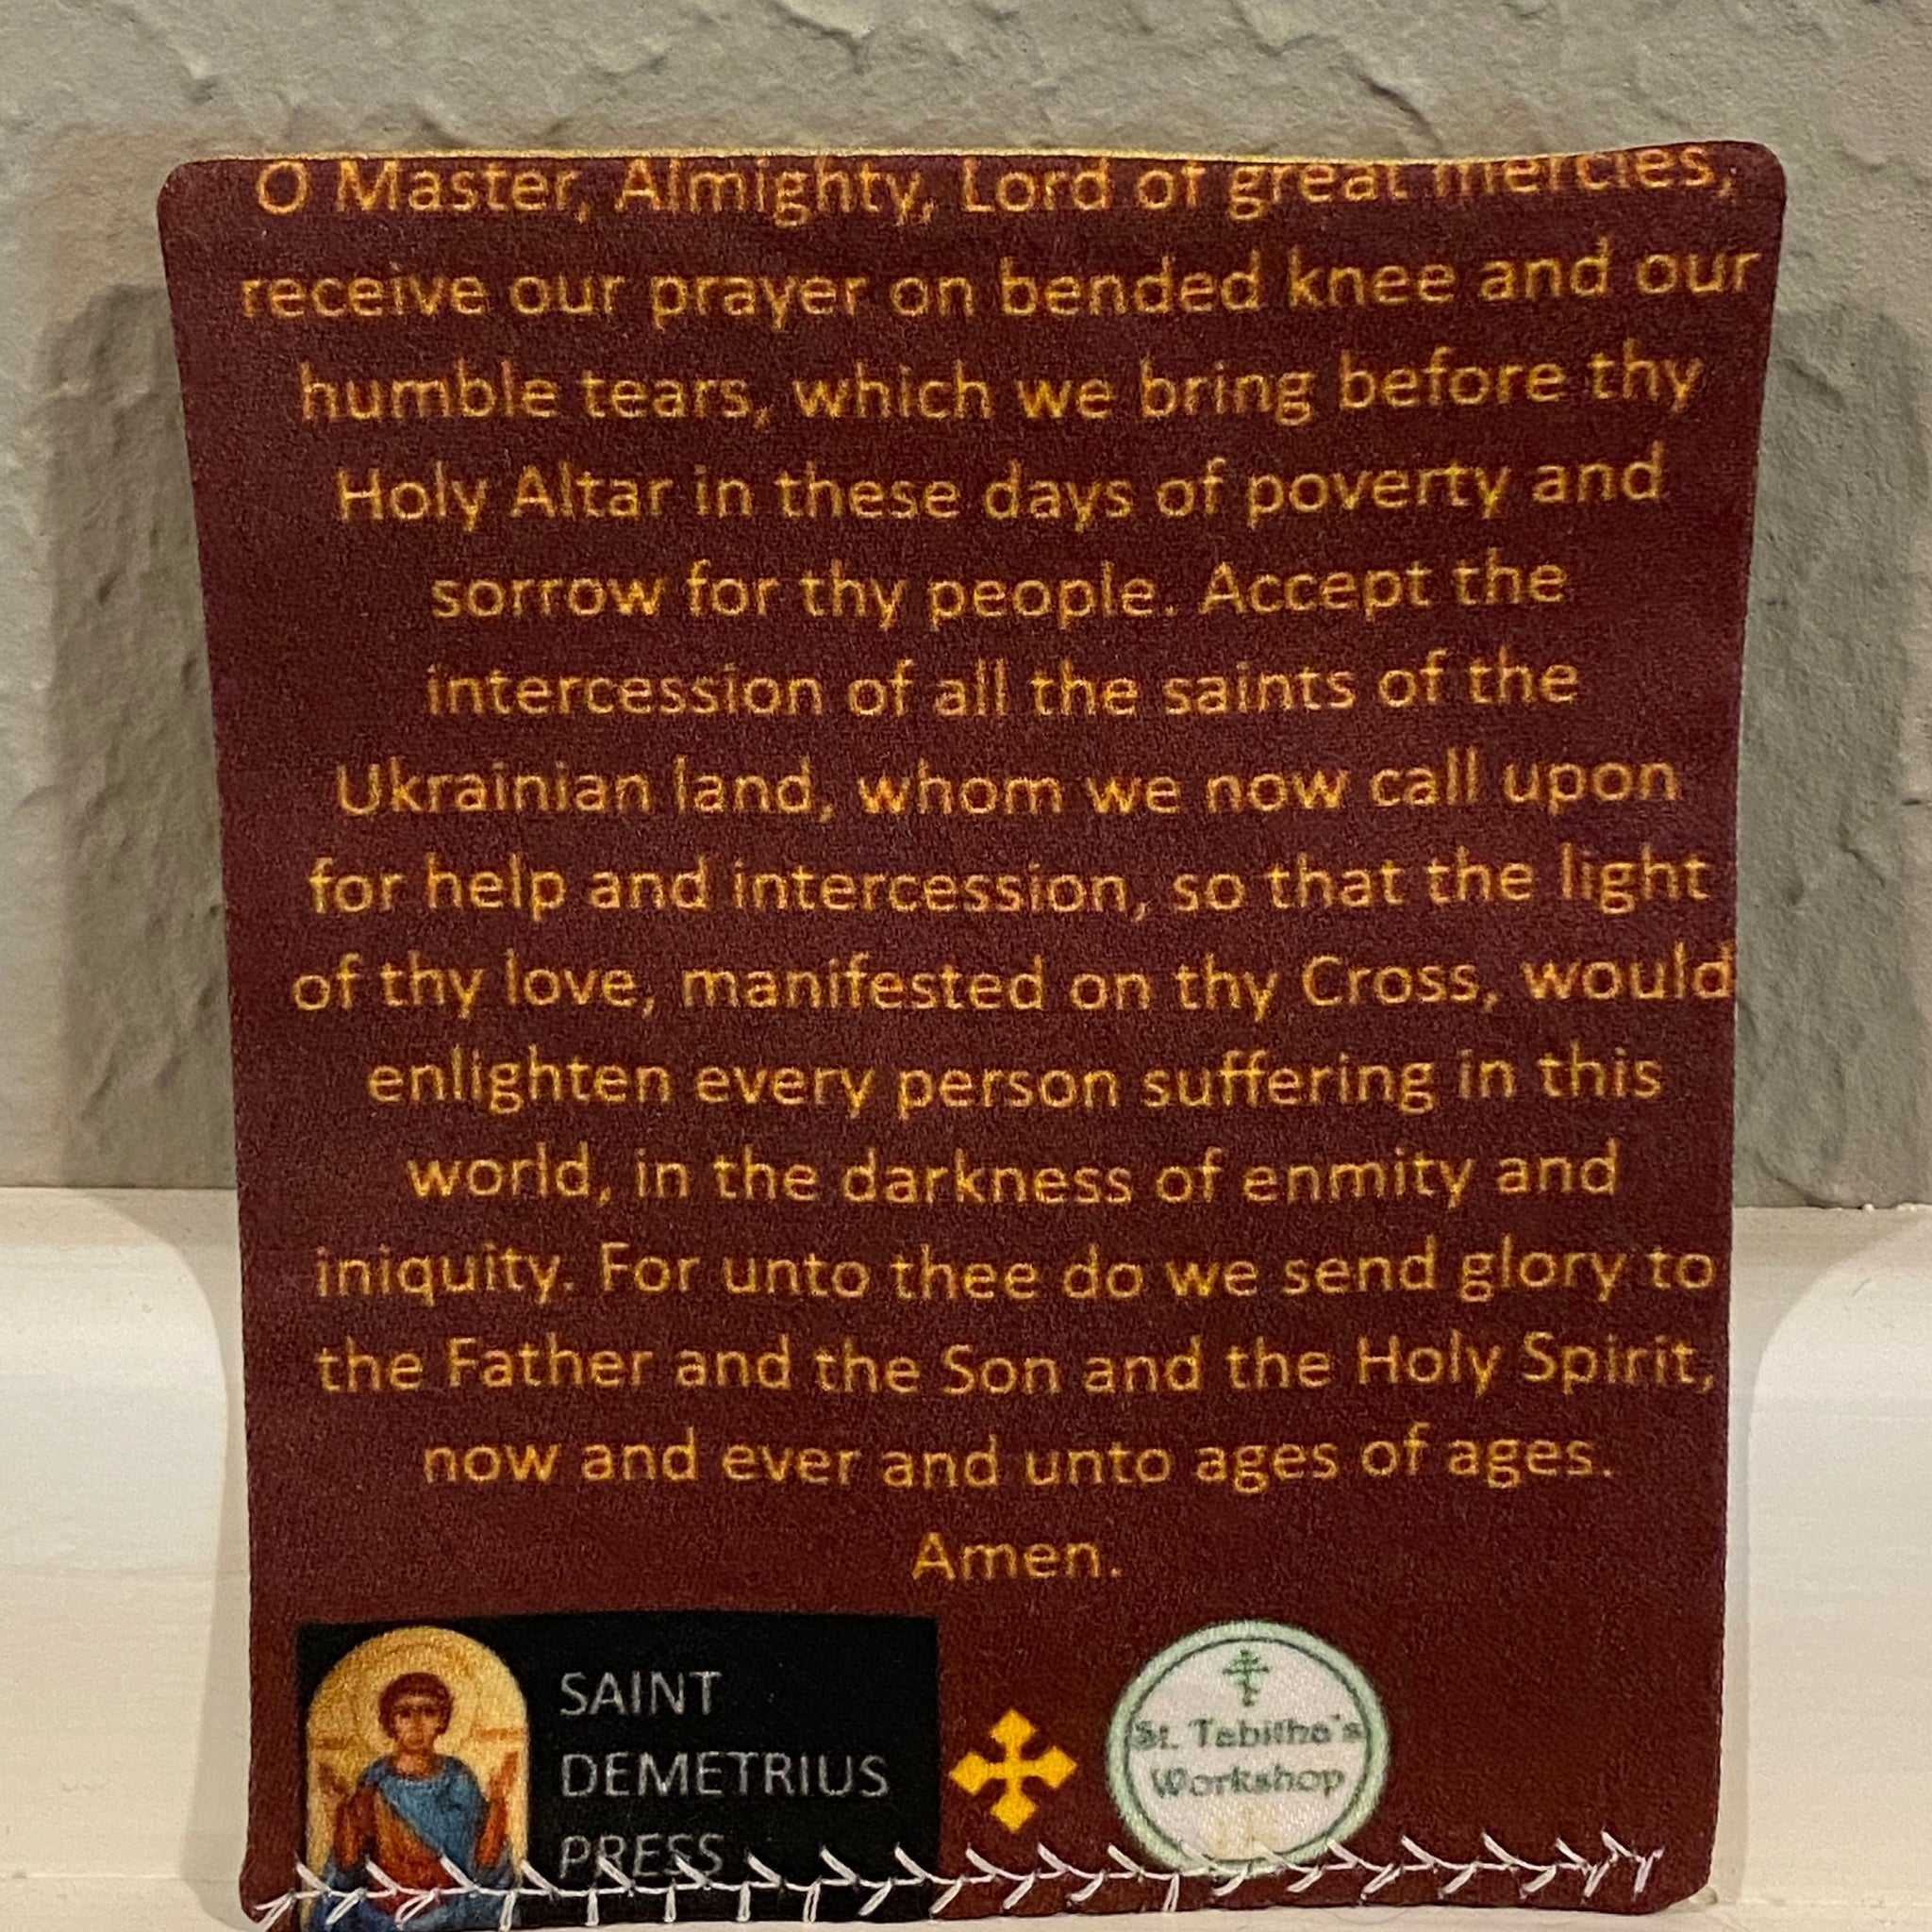 O Master, Almighty, Lord of great mercies,
receive our prayer on bended knee and our
humble tears, which we bring before thy
Holy Altar in these days of poverty and
sorrow for thy people. Accept the
intercession of all the saints of the
Ukrainian land, whom we now call upon
for help and intercession, so that the light
of thy love, manifested on thy Cross, would
enlighten every person suffering in this
world, in the darkness of enmity and
iniquity. For unto thee do we send glory to
the Father and the Son and the Holy Spirit,
now and ever and unto ages of ages.
Amen.
SAINT
DEMETRIUS
PRESS
St. Tabitha's
Workshop